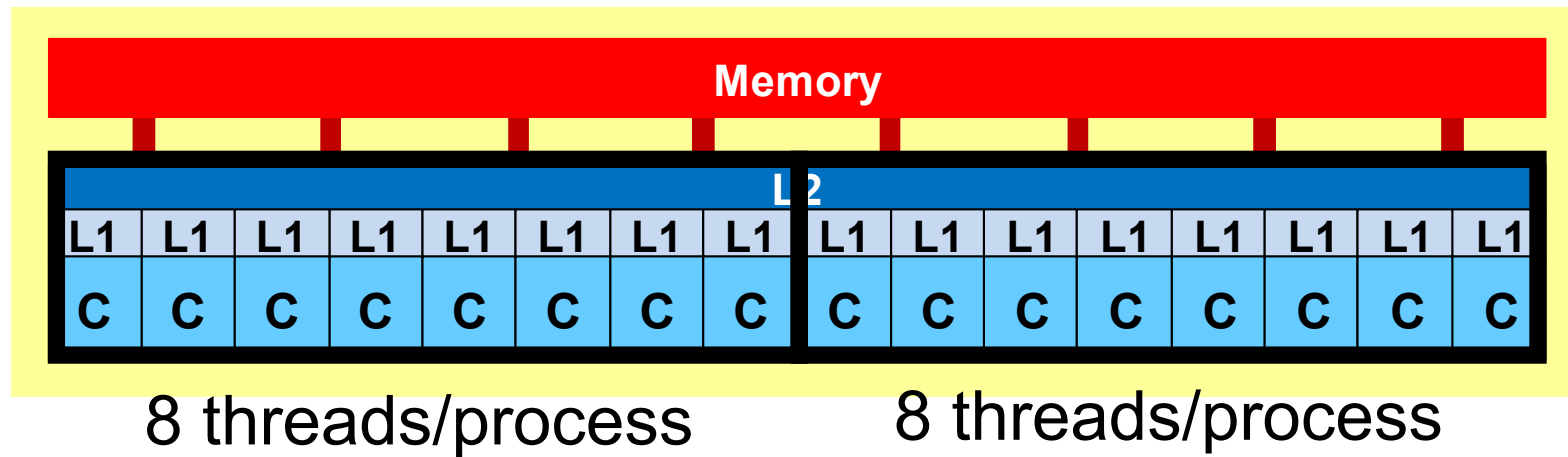 Memory
L2
L1 L1 L1 L1 L1 L1 L1 L1 L1 L1 L1 L1 L1 L1 L1 L1
C C C C C C C C C C C C C C C C
8 threads/process 8 threads/process